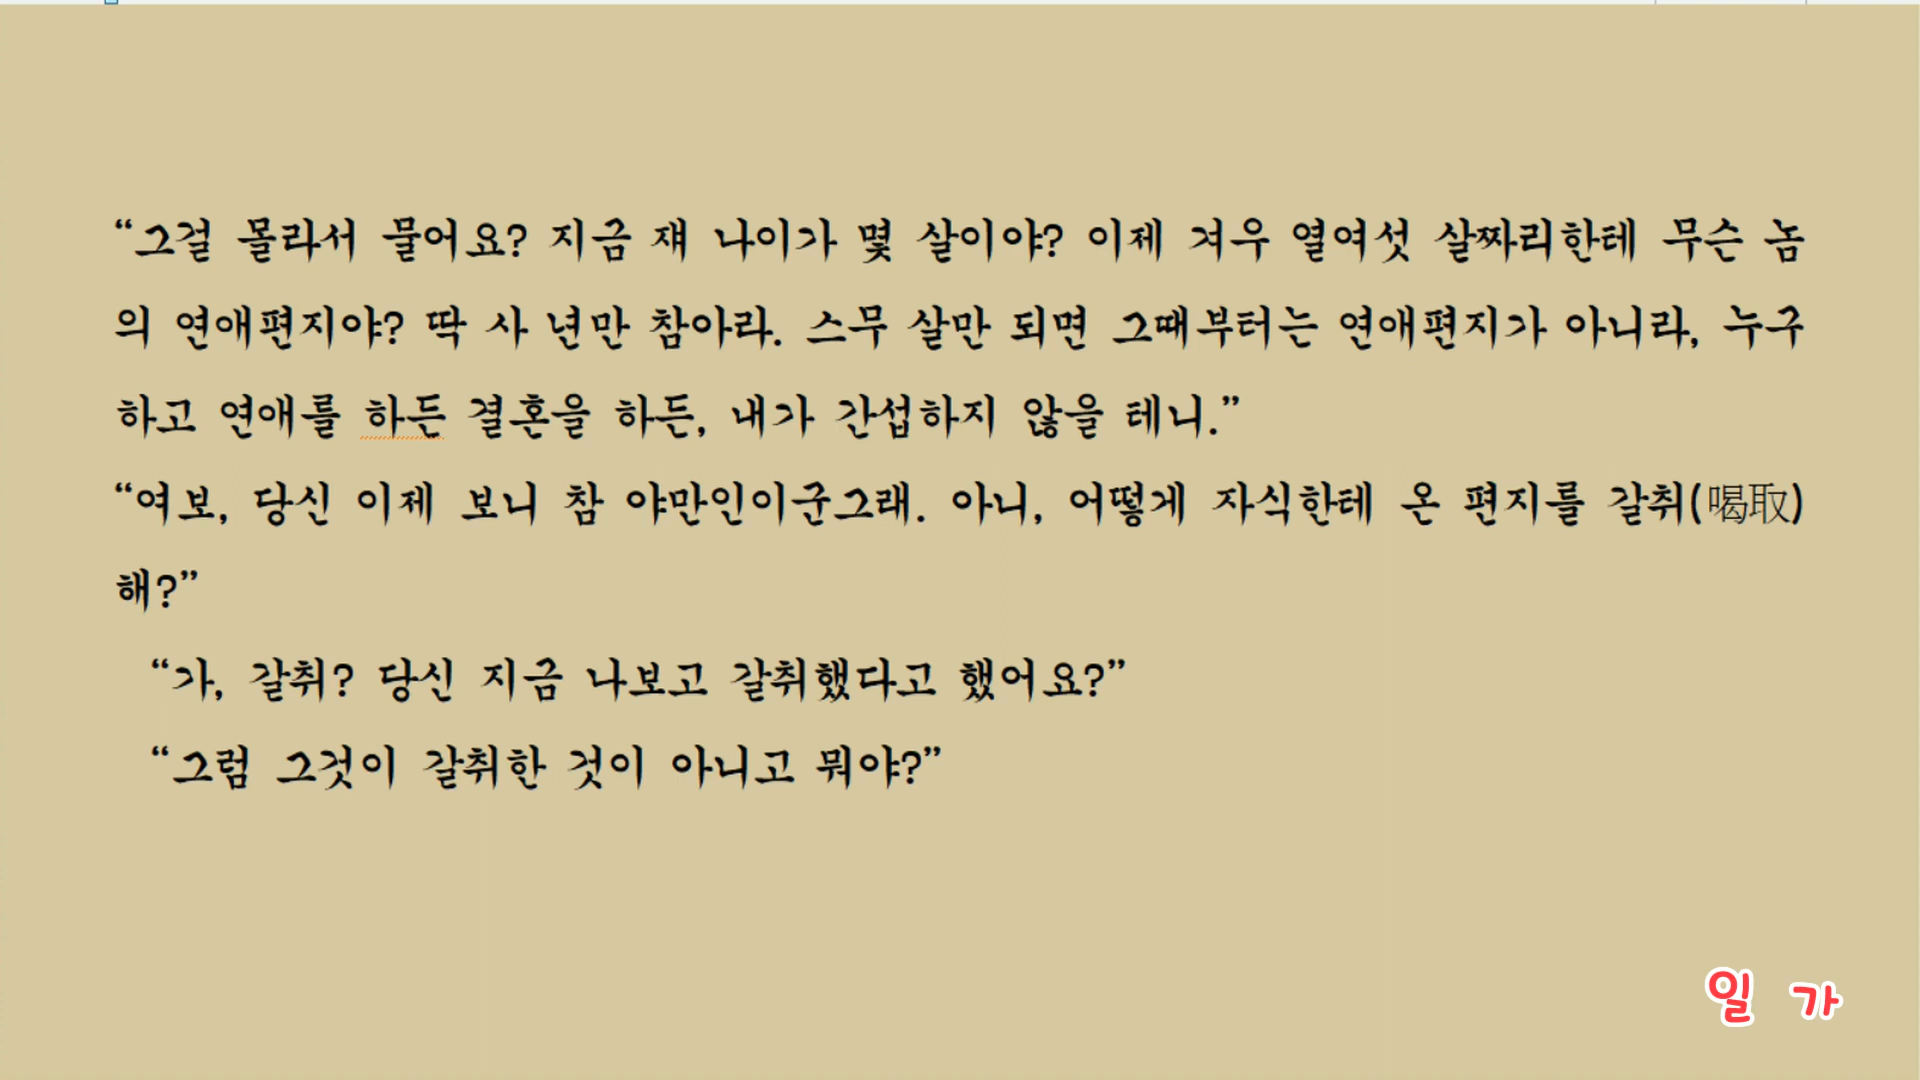 “그걸 몰라서 물어요? 지금 쟤 나이가 몇 살이야? 이제 겨우 열여섯 살짜리한테 무슨 놈
의 연애편지야? 딱 사 년만 참아라. 스무 살만 되면 그때부터는 연애편지가 아니라, 누구
하고 연애를 하든 결혼을 하든, 내가 간섭하지 않을 테니.”
“여보, 당신 이제 보니 참 야만인이군그래. 아니, 어떻게 자식한테 온 편지를 갈취(喝取)
해?”
“가, 갈취? 당신 지금 나보고 갈취했다고 했어요?”
“그럼 그것이 갈취한 것이 아니고 뭐야?”
일 가